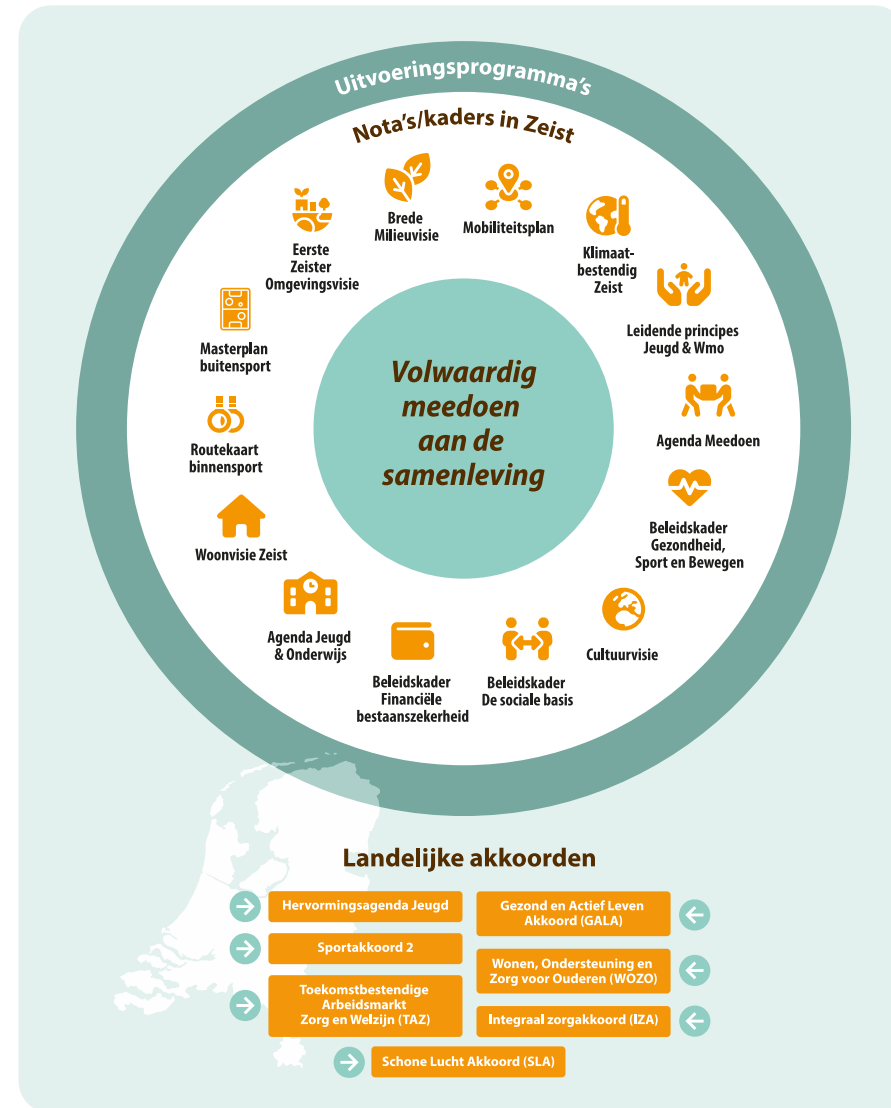 Uitvoeringsprogramma's
Nota's/kaders in Zeist
Brede
Milieuvisie
Mobiliteitsplan
Klimaat-
bestendig
Zeist
Leidende principes
Jeugd & Wmo
Agenda Meedoen
Beleidskader
Gezondheid,
Sport en Bewegen
Cultuurvisie
Beleidskader
De sociale basis
Beleidskader
Financiële
bestaanszekerheid
Agenda Jeugd
& Onderwijs
Woonvisie Zeist
Routekaart
binnensport
Masterplan
buitensport
Eerste
Zeister
Omgevingsvisie
Volwaardig
meedoen
aan de
samenleving
Landelijke akkoorden
Hervormingsagenda Jeugd
Sportakkoord 2
Toekomstbestendige
Arbeidsmarkt
Zorg en Welzijn (TAZ)
Gezond en Actief Leven
Akkoord (GALA)
Wonen, Ondersteuning en
Zorg voor Ouderen (WOZO)
Integraal zorgakkoord (IZA)
Schone Lucht Akkoord (SLA)